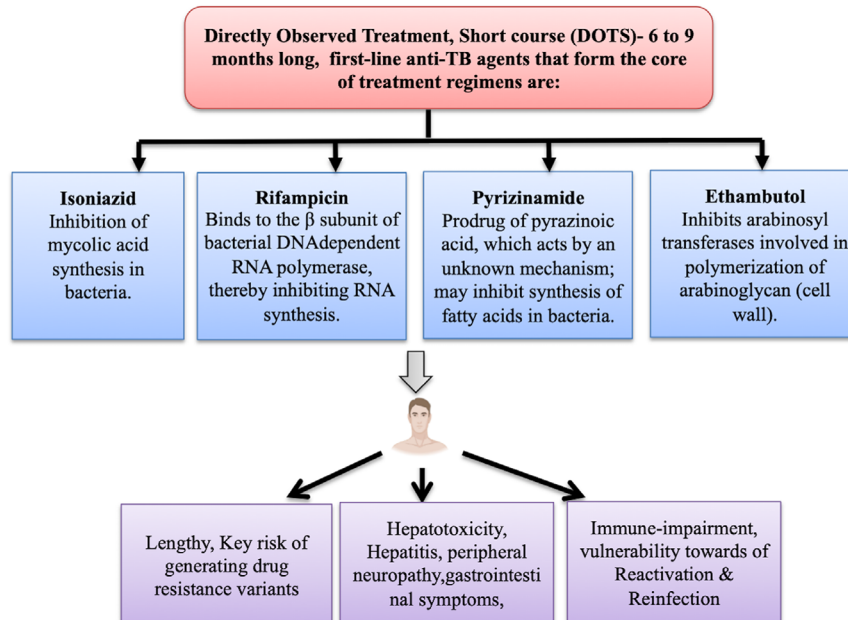 Directly Observed Treatment, Short course (DOTS)- 6 to 9
months long,  first-line anti-TB agents that form the core
of treatment regimens are:
Isoniazid
Inhibition of
mycolic acid
synthesis in
bacteria.
Rifampicin
Binds to the β subunit of
bacterial DNAdependent
RNA polymerase,
thereby inhibiting RNA
synthesis.
Pyrizinamide
Prodrug of pyrazinoic
acid, which acts by an
unknown mechanism;
may inhibit synthesis of
fatty acids in bacteria.
Ethambutol
Inhibits arabinosyl
transferases involved in
polymerization of
arabinoglycan (cell
wall).
Lengthy, Key risk of
generating drug
resistance variants
Hepatotoxicity,
Hepatitis, peripheral
neuropathy,gastrointesti
nal symptoms,
Immune-impairment,
vulnerability towards of
Reactivation &
Reinfection